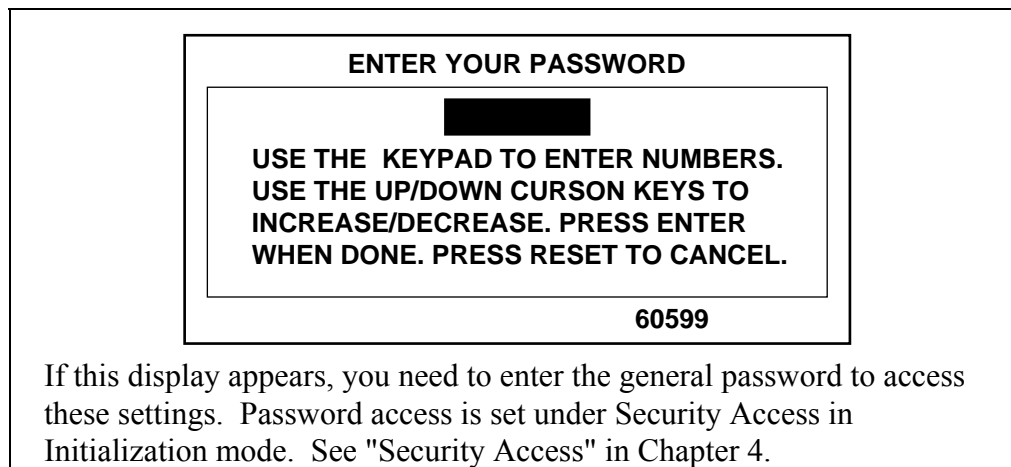 ENTER YOUR PASSWORD
USE THE  KEYPAD TO ENTER NUMBERS.
USE THE UP/DOWN CURSON KEYS TO
INCREASE/DECREASE. PRESS ENTER
WHEN DONE. PRESS RESET TO CANCEL.
60599
If this display appears, you need to enter the general password to access
these settings.  Password access is set under Security Access in
Initialization mode.  See "Security Access" in Chapter 4.